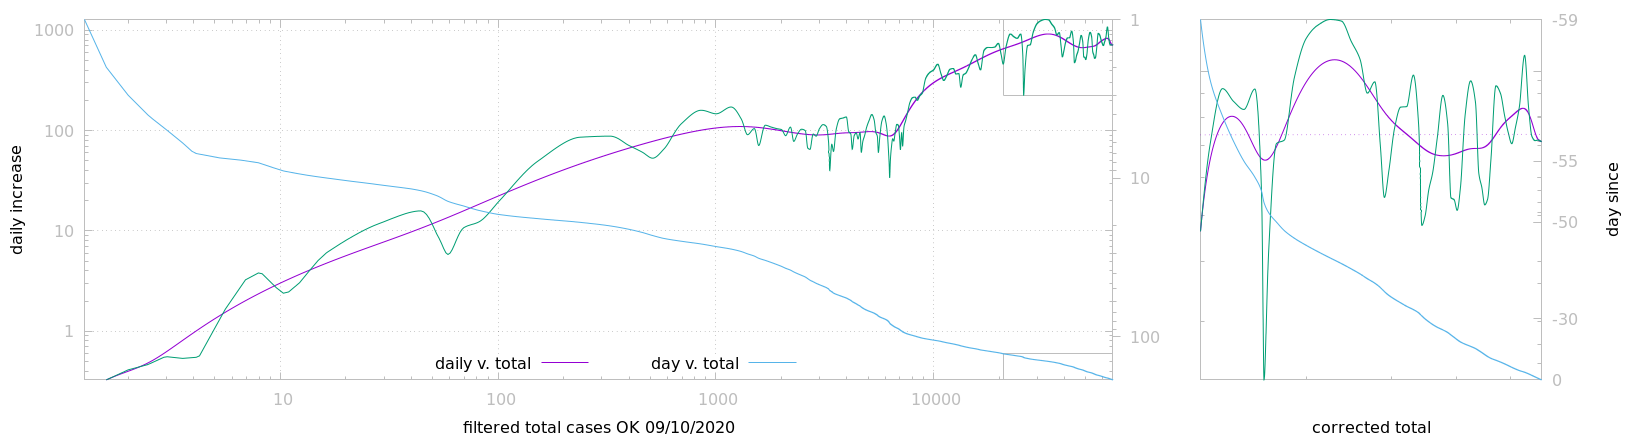 1000
100
10
1
daily increase
10
100
1000
10000
1
10
100
daily v. total
day v. total
filtered total cases OK 09/10/2020
-59
-55
-50
-30
0
day since
corrected total